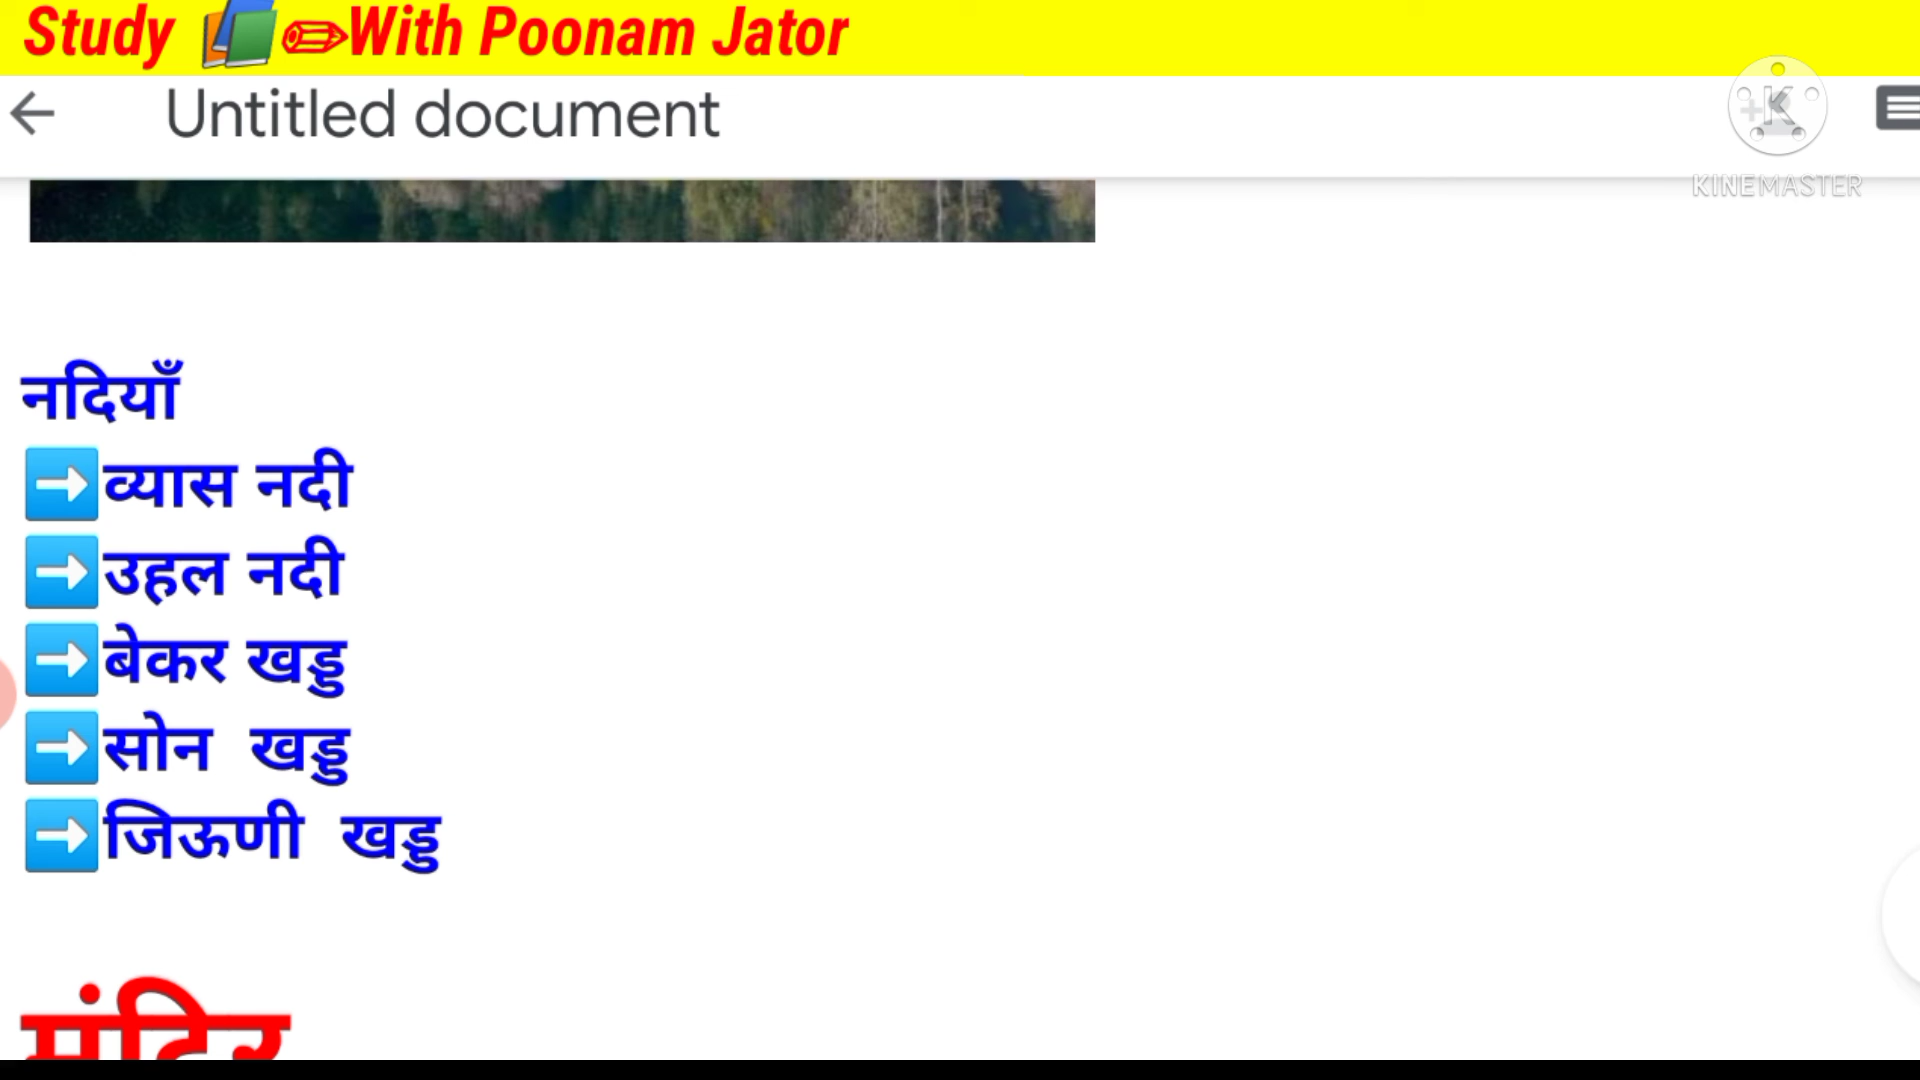 Study 📚✏With Poonam Jator
Untitled document
KINEMASTER
नदियाँ
➡व्यास नदी
➡उहल नदी
➡बेकर खड्ड
➡सोन  खड्ड
➡जिऊणी  खड्ड
मंदिर